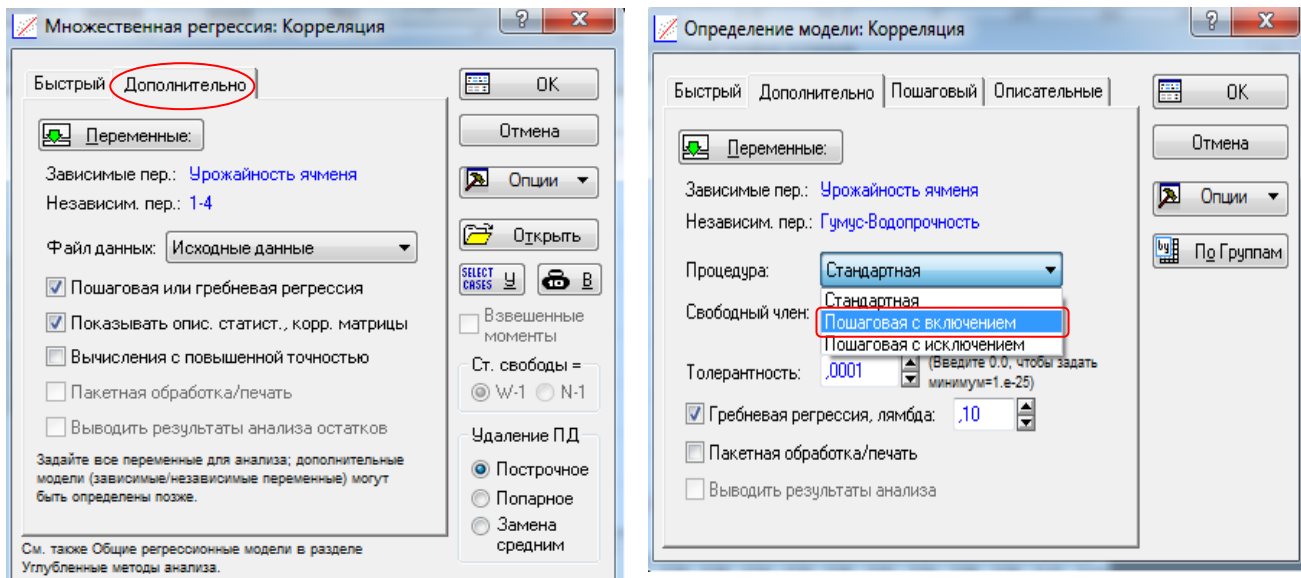 Множественная регрессия: Корреляция
?
X
Быстрый
Дополнительно
Переменные:
Зависимые пер.: Урожайность ячменя
Независим. пер.: 1-4
Файл данных: Исходные данные
Пошаговая или гребневая регрессия
Показывать опис. статист., корр. матрицы
Вычисления с повышенной точностью
Пакетная обработка/печать
Выводить результаты анализа остатков
Задайте все переменные для анализа; дополнительные
модели (зависимые/независимые переменные) могут
быть определены позже.
См. также Общие регрессионные модели в разделе
Углубленные методы анализа.
OK
Отмена
Опции
Открыть
SELECT
CASES
У
В
Взвешенные
моменты
Ст. свободы =
W-1
N-1
Удаление ПД
Построчное
Попарное
Замена
средним
Определение модели: Корреляция
?
X
Быстрый
Дополнительно
Пошаговый
Описательные
Переменные:
Зависимые пер.: Урожайность ячменя
Независим. пер.: Гумус-Водопрочность
Процедура: Стандартная
Стандартная
Свободный член:
Пошаговая с включением
Пошаговая с исключением
Толерантность: ,0001
(Введите 0.0, чтобы задать
минимум=1.e-25)
Гребневая регрессия, лямбда: ,10
Пакетная обработка/печать
Выводить результаты анализа
OK
Отмена
Опции
by
По Группам